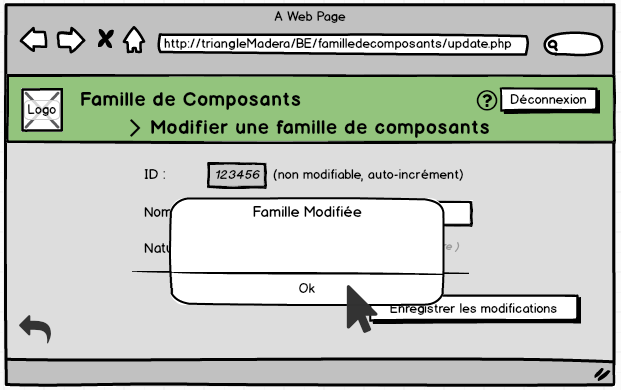 A Web Page
http://triangleMadera/BE/familledecomposants/update.php
Logo
Famille de Composants
? Déconnexion
> Modifier une famille de composants
ID : 123456 (non modifiable, auto-incrément)
Famille Modifiée
Ok
Enregistrer les modifications